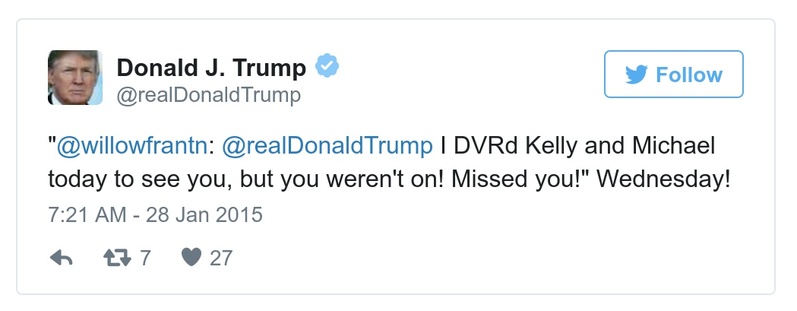 Donald J. Trump
@realDonaldTrump
Follow
"@willowfrantn: @realDonaldTrump I DVRd Kelly and Michael
today to see you, but you weren't on! Missed you!" Wednesday!
7:21 AM - 28 Jan 2015
7 27